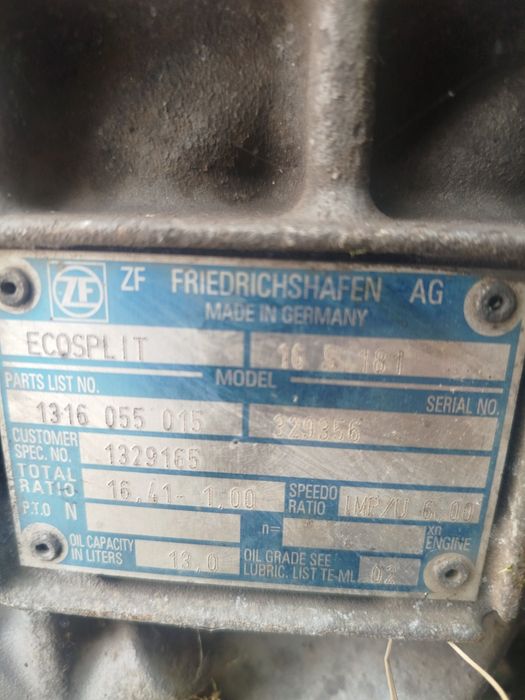 ZF ZF FRIEDRICHSHAFEN AG
MADE IN GERMANY
ECOSPLIT 16 S 181
PARTS LIST NO. MODEL SERIAL NO.
1316 055 015 329356
CUSTOMER SPEC. NO. 1329165
TOTAL RATIO 16,41- 1,00 SPEEDO RATIO IMP/U 6,00
P.T.O N n= xn ENGINE
OIL CAPACITY IN LITERS 13,0 OIL GRADE SEE LUBRIC. LIST TE-ML 02